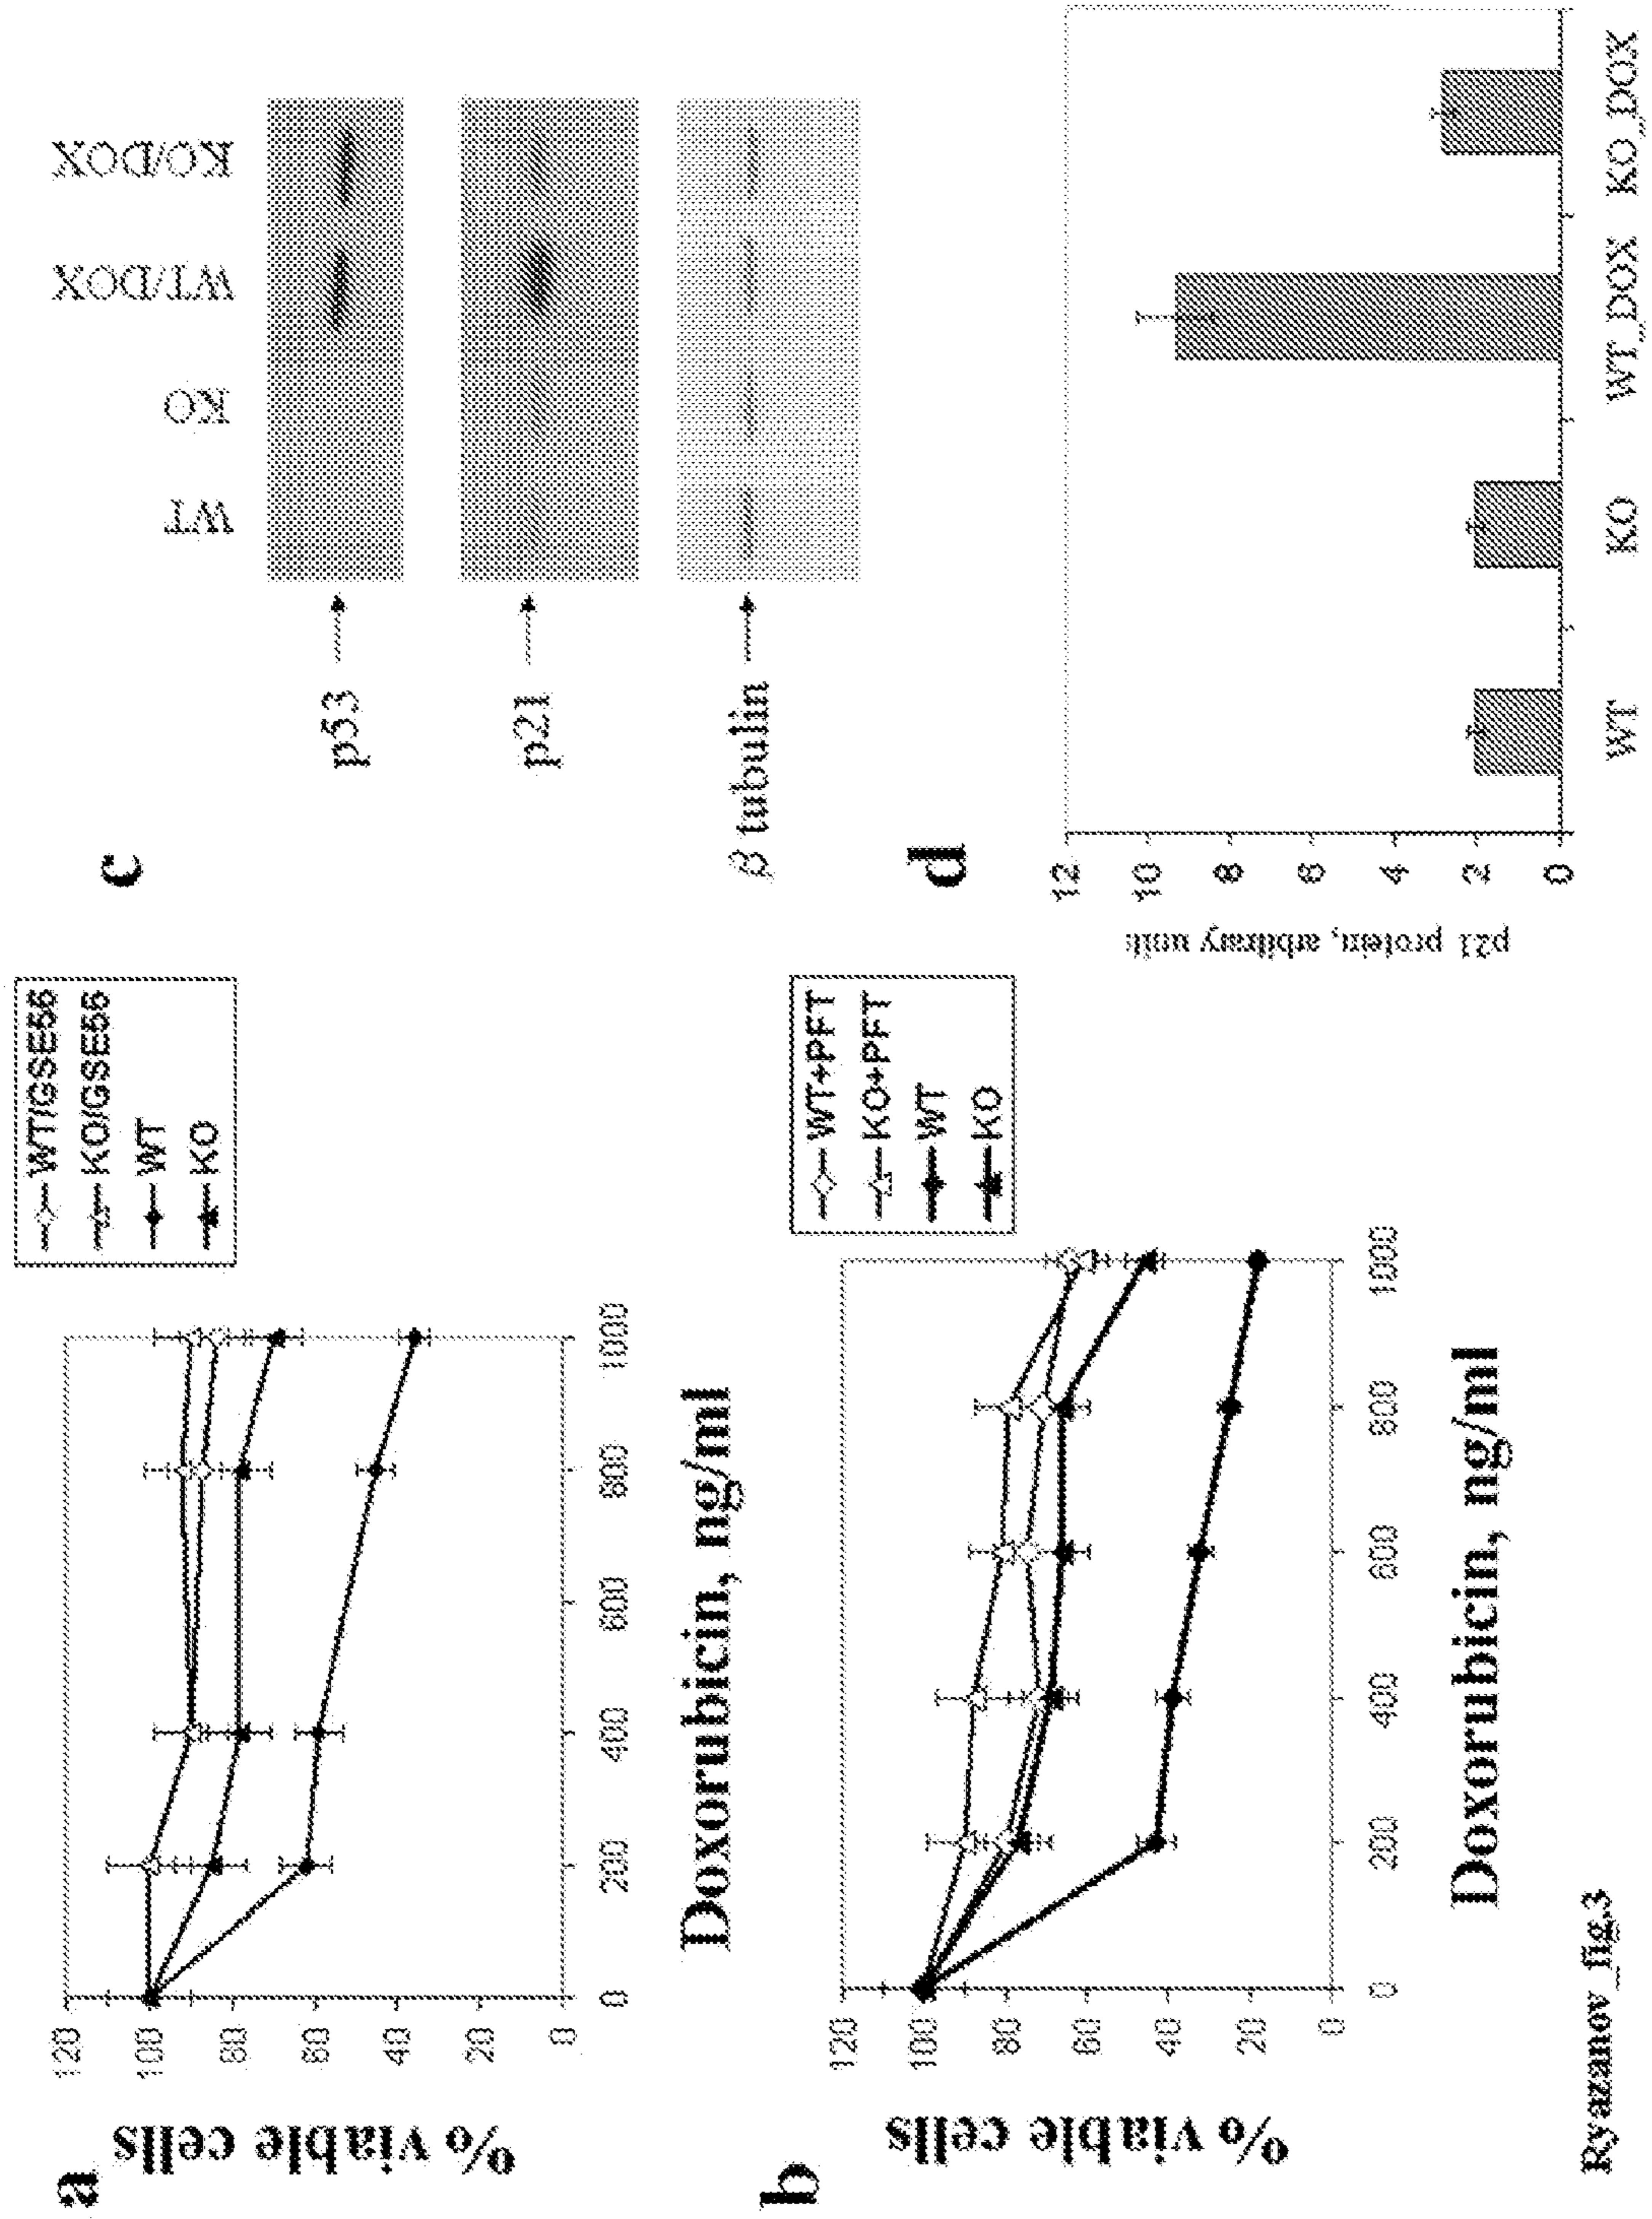 a
% viable cells
120
100
80
60
40
20
0
0 200 400 600 800 1000
Doxorubicin, ng/ml
WT/GSE56
KO/GSE56
WT
KO
b
% viable cells
120
100
80
60
40
20
0
0 200 400 600 800 1000
Doxorubicin, ng/ml
WT+PFT
KO+PFT
WT
KO
c
WT KO WT/DOX KO/DOX
p53
p21
β tubulin
d
p21 protein, arbitrary unit
12
10
8
6
4
2
0
WT KO WT_DOX KO_DOX
Ryazanov_fig.3